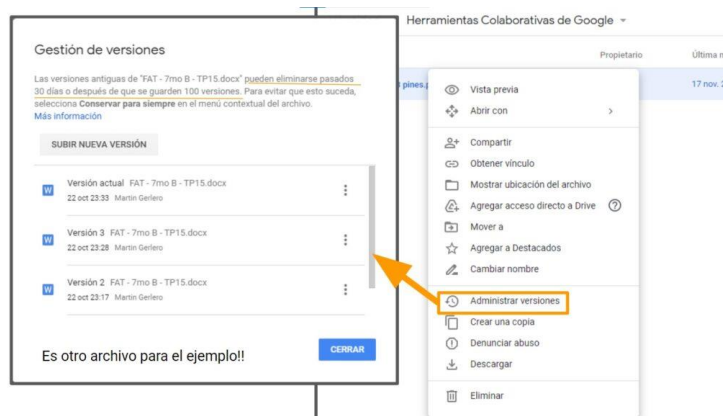 Herramientas Colaborativas de Google
Propietario
Última
pines.
17 nov.
Gestión de versiones
Las versiones antiguas de "FAT - 7mo B - TP15.docx" pueden eliminarse pasados
30 días o después de que se guarden 100 versiones. Para evitar que esto suceda,
selecciona Conservar para siempre en el menú contextual del archivo.
Más información
SUBIR NUEVA VERSIÓN
Versión actual FAT - 7mo B - TP15.docx
22 oct 23:33 Martin Gerlero
Versión 3 FAT - 7mo B - TP15.docx
22 oct 23:28 Martin Gerlero
Versión 2 FAT - 7mo B - TP15.docx
22 oct 23:17 Martin Gerlero
Es otro archivo para el ejemplo!!
CERRAR
Vista previa
Abrir con
Compartir
Obtener vínculo
Mostrar ubicación del archivo
Agregar acceso directo a Drive
Mover a
Agregar a Destacados
Cambiar nombre
Administrar versiones
Crear una copia
Denunciar abuso
Descargar
Eliminar